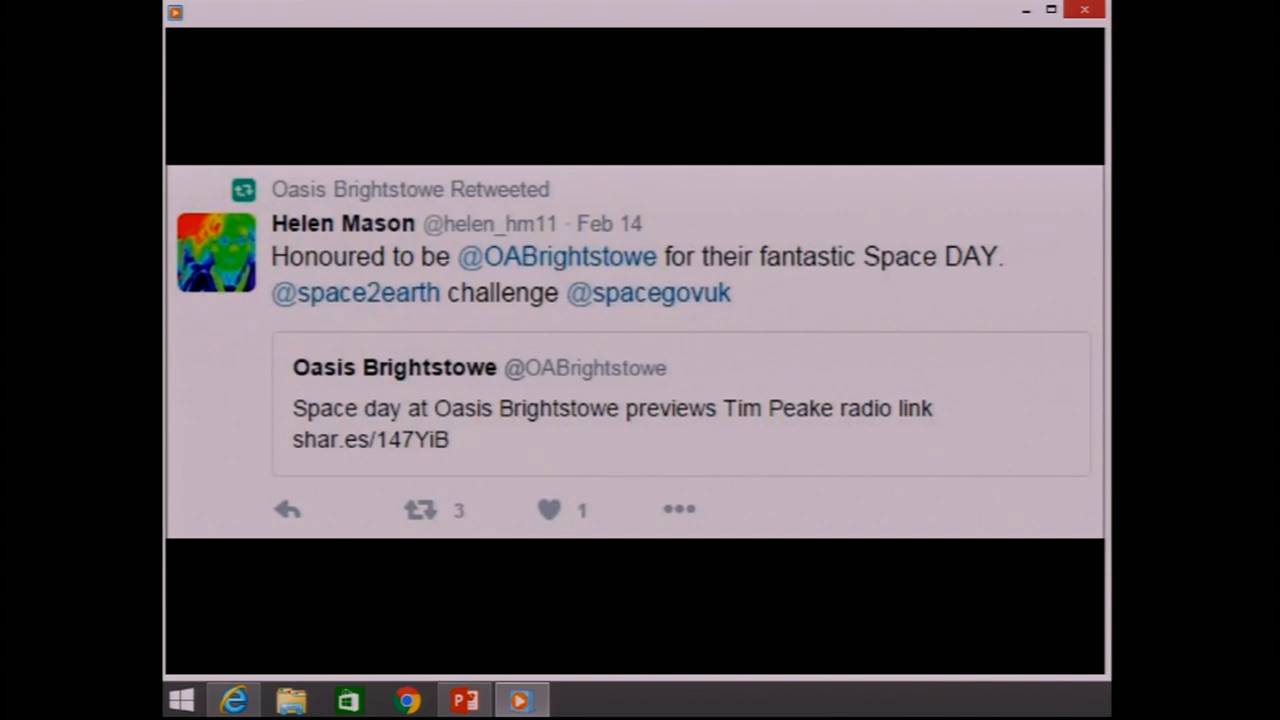 Oasis Brightstowe Retweeted
Helen Mason @helen_hm11 · Feb 14
Honoured to be @OABrightstowe for their fantastic Space DAY.
@space2earth challenge @spacegovuk
Oasis Brightstowe @OABrightstowe
Space day at Oasis Brightstowe previews Tim Peake radio link
shar.es/147YiB
3 1